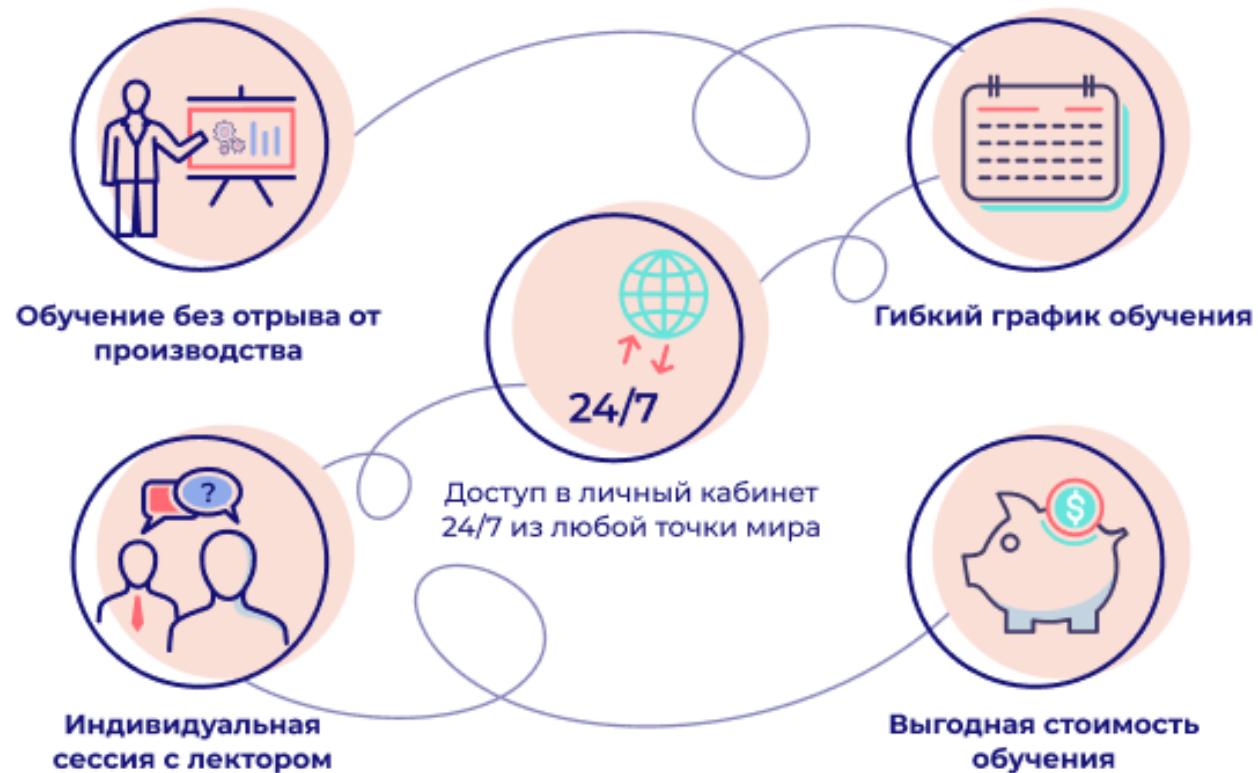 Обучение без отрыва от
производства
Гибкий график обучения
24/7
Доступ в личный кабинет
24/7 из любой точки мира
?
$
Индивидуальная
сессия с лектором
Выгодная стоимость
обучения